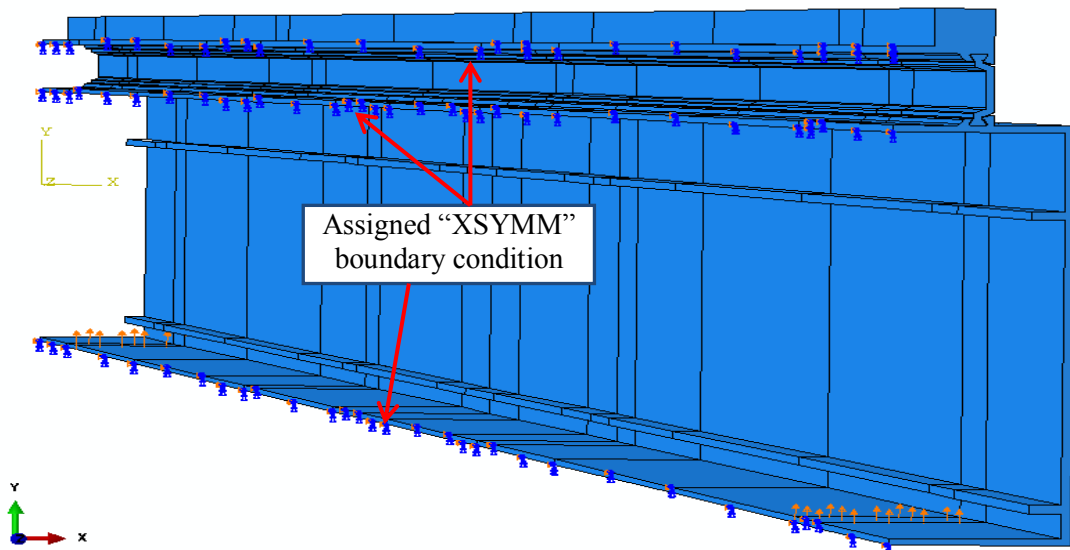 Y
Z X
Assigned “XSYMM”
boundary condition
Y
X